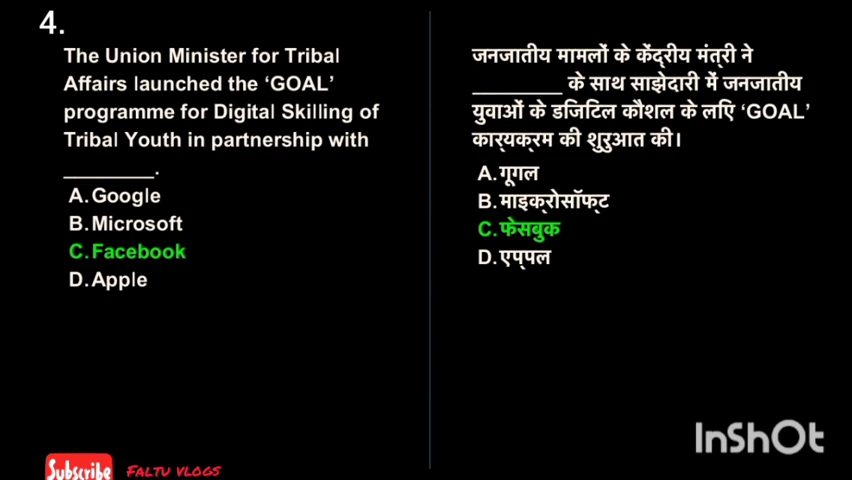 4.
The Union Minister for Tribal
Affairs launched the ‘GOAL’
programme for Digital Skilling of
Tribal Youth in partnership with
________.
A. Google
B. Microsoft
C. Facebook
D. Apple
जनजातीय मामलों के केंद्रीय मंत्री ने
________ के साथ साझेदारी में जनजातीय
युवाओं के डिजिटल कौशल के लिए ‘GOAL’
कार्यक्रम की शुरुआत की।
A. गूगल
B. माइक्रोसॉफ्ट
C. फेसबुक
D. एप्पल
InShOt
Subscribe
FALTU VLOGS